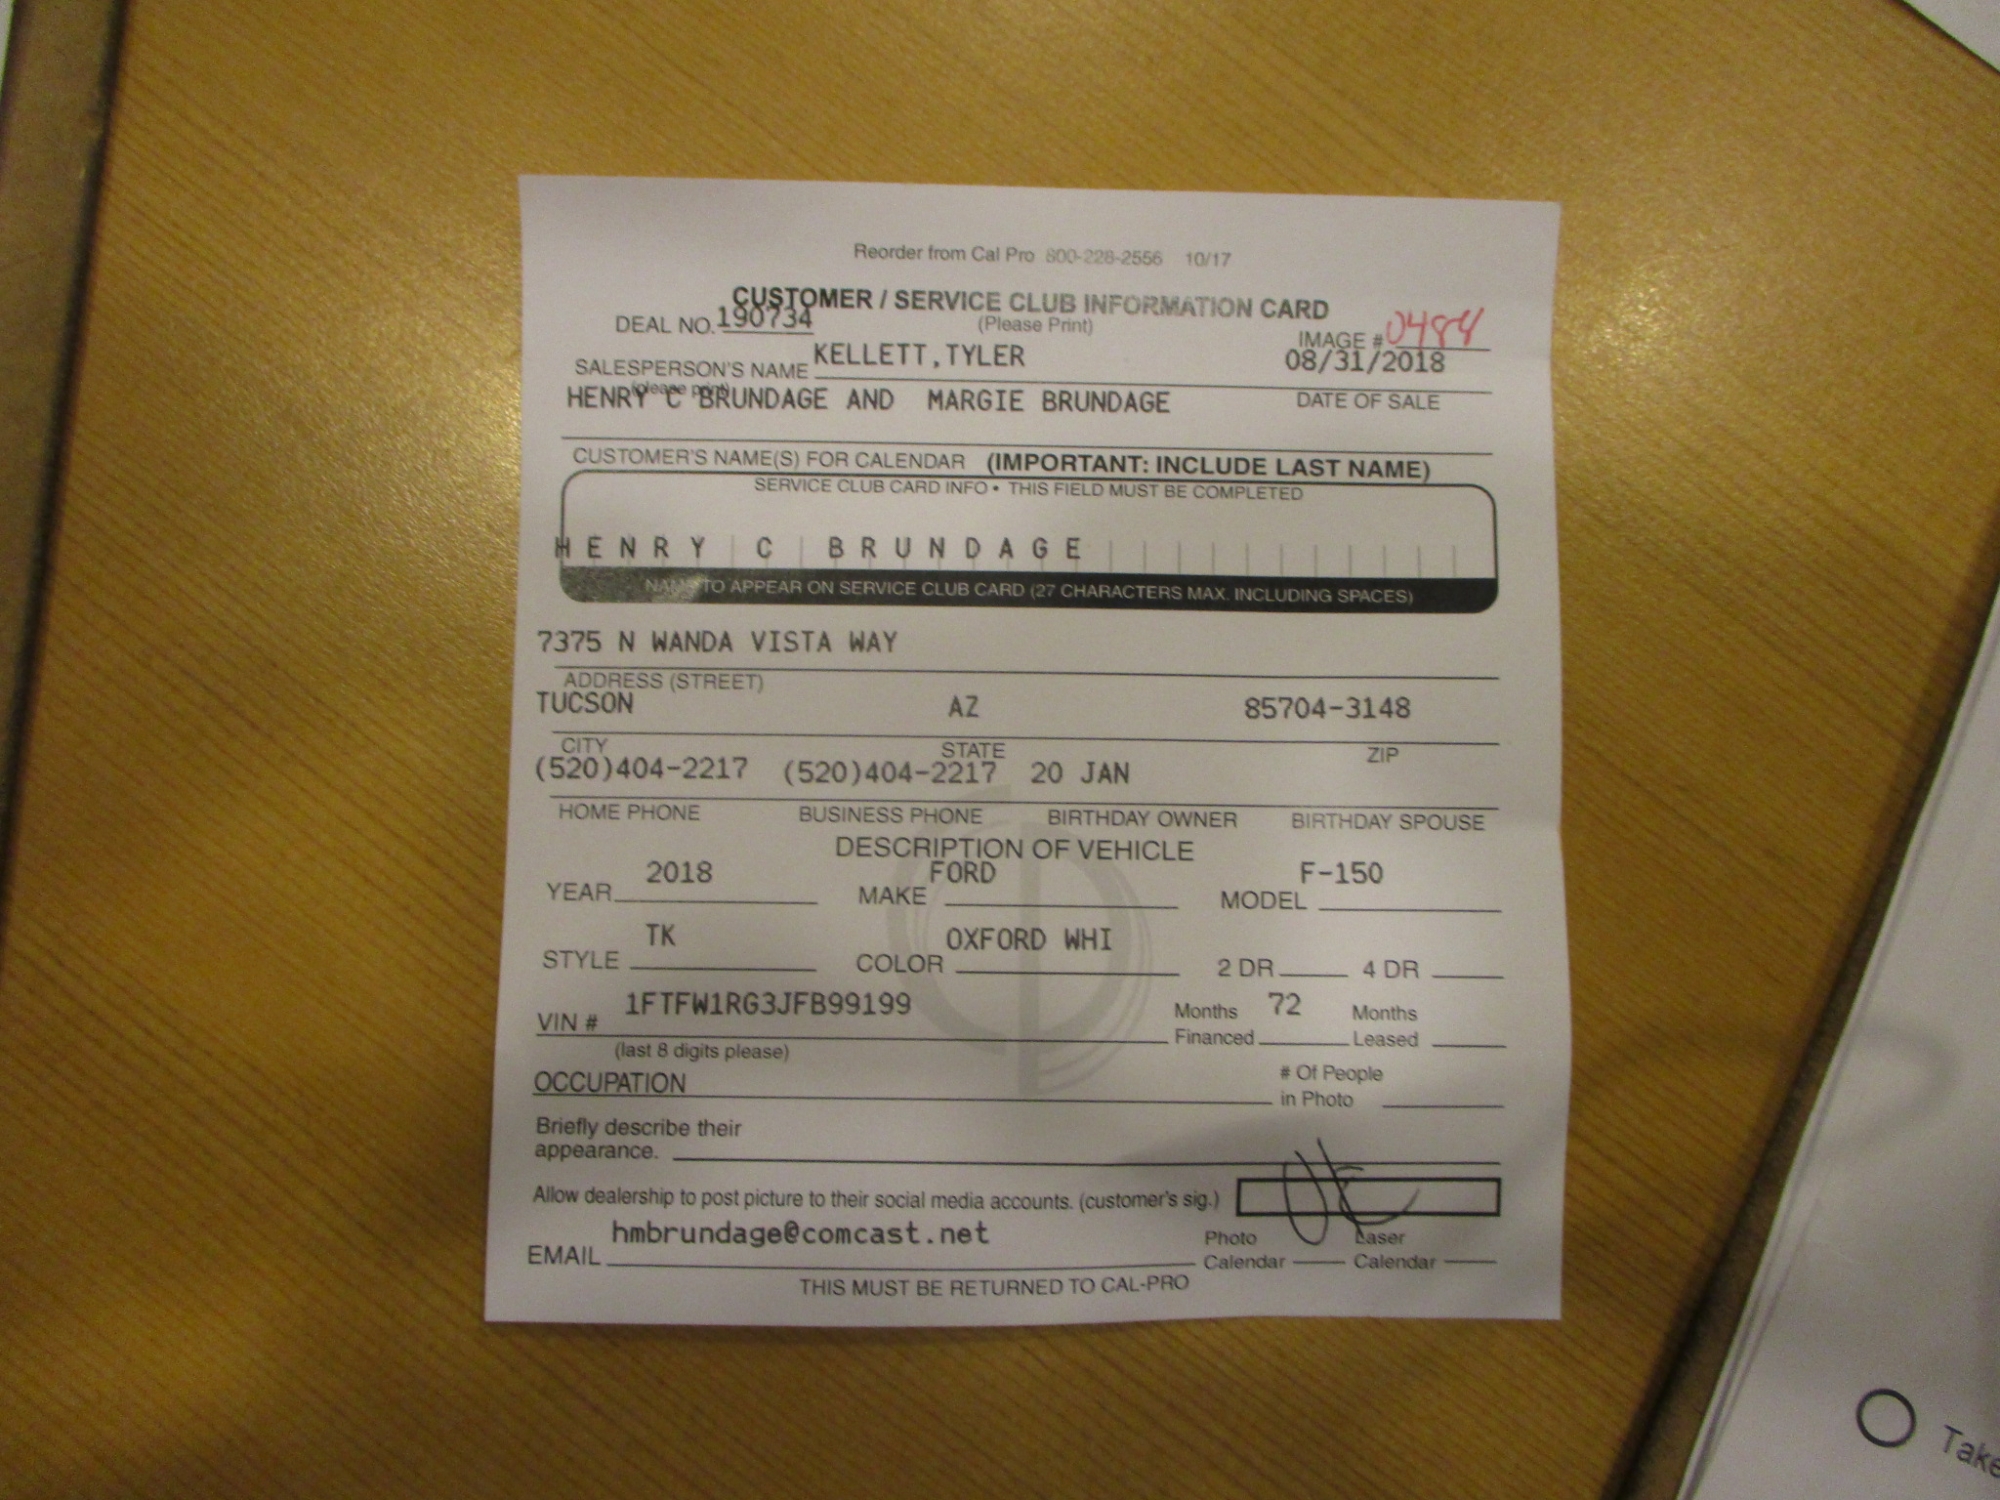 Reorder from Cal Pro 800-228-2556 10/17
CUSTOMER / SERVICE CLUB INFORMATION CARD
DEAL NO. 190734 (Please Print) IMAGE # 0484
SALESPERSON'S NAME KELLETT,TYLER 08/31/2018
(please print)
HENRY C BRUNDAGE AND MARGIE BRUNDAGE DATE OF SALE
CUSTOMER'S NAME(S) FOR CALENDAR (IMPORTANT: INCLUDE LAST NAME)
SERVICE CLUB CARD INFO • THIS FIELD MUST BE COMPLETED
HENRY C BRUNDAGE
NAME TO APPEAR ON SERVICE CLUB CARD (27 CHARACTERS MAX. INCLUDING SPACES)
7375 N WANDA VISTA WAY
ADDRESS (STREET)
TUCSON AZ 85704-3148
CITY STATE ZIP
(520)404-2217 (520)404-2217 20 JAN
HOME PHONE BUSINESS PHONE BIRTHDAY OWNER BIRTHDAY SPOUSE
DESCRIPTION OF VEHICLE
YEAR 2018 MAKE FORD MODEL F-150
STYLE TK COLOR OXFORD WHI 2 DR 4 DR
VIN # 1FTFW1RG3JFB99199 Months Financed 72 Months Leased
(last 8 digits please)
OCCUPATION # Of People in Photo
Briefly describe their
appearance.
Allow dealership to post picture to their social media accounts. (customer's sig.)
EMAIL hmbrundage@comcast.net Photo Calendar Laser Calendar
THIS MUST BE RETURNED TO CAL-PRO
Take